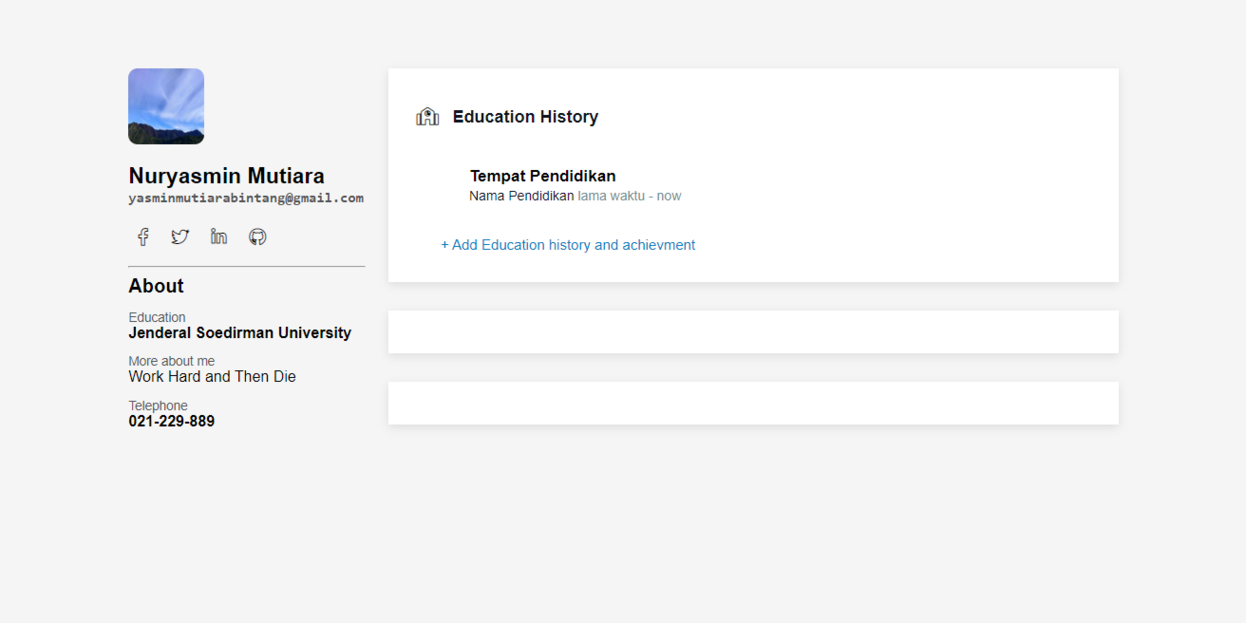 Nuryasmin Mutiara
yasminmutiarabintang@gmail.com
About
Education
Jenderal Soedirman University
More about me
Work Hard and Then Die
Telephone
021-229-889
Education History
Tempat Pendidikan
Nama Pendidikan lama waktu - now
+ Add Education history and achievment